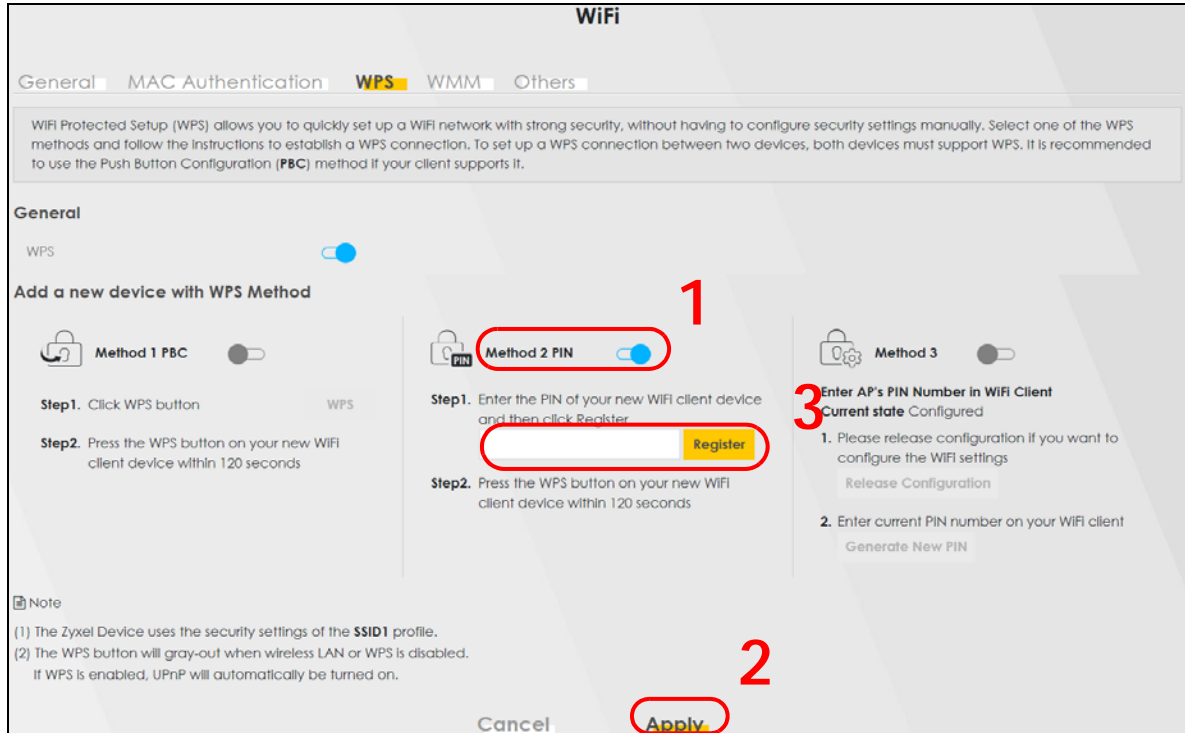 WiFi
General MAC Authentication WPS WMM Others
WiFi Protected Setup (WPS) allows you to quickly set up a WiFi network with strong security, without having to configure security settings manually. Select one of the WPS
methods and follow the instructions to establish a WPS connection. To set up a WPS connection between two devices, both devices must support WPS. It is recommended
to use the Push Button Configuration (PBC) method if your client supports it.
General
WPS
Add a new device with WPS Method
Method 1 PBC
Step1. Click WPS button WPS
Step2. Press the WPS button on your new WiFi
client device within 120 seconds
1
PIN
Method 2 PIN
Step1. Enter the PIN of your new WiFi client device
and then click Register
Register
Step2. Press the WPS button on your new WiFi
client device within 120 seconds
3
Method 3
Enter AP's PIN Number in WiFi Client
Current state Configured
1. Please release configuration if you want to
configure the WiFi settings
Release Configuration
2. Enter current PIN number on your WiFi client
Generate New PIN
Note
(1) The Zyxel Device uses the security settings of the SSID1 profile.
(2) The WPS button will gray-out when wireless LAN or WPS is disabled.
If WPS is enabled, UPnP will automatically be turned on.
2
Cancel Apply